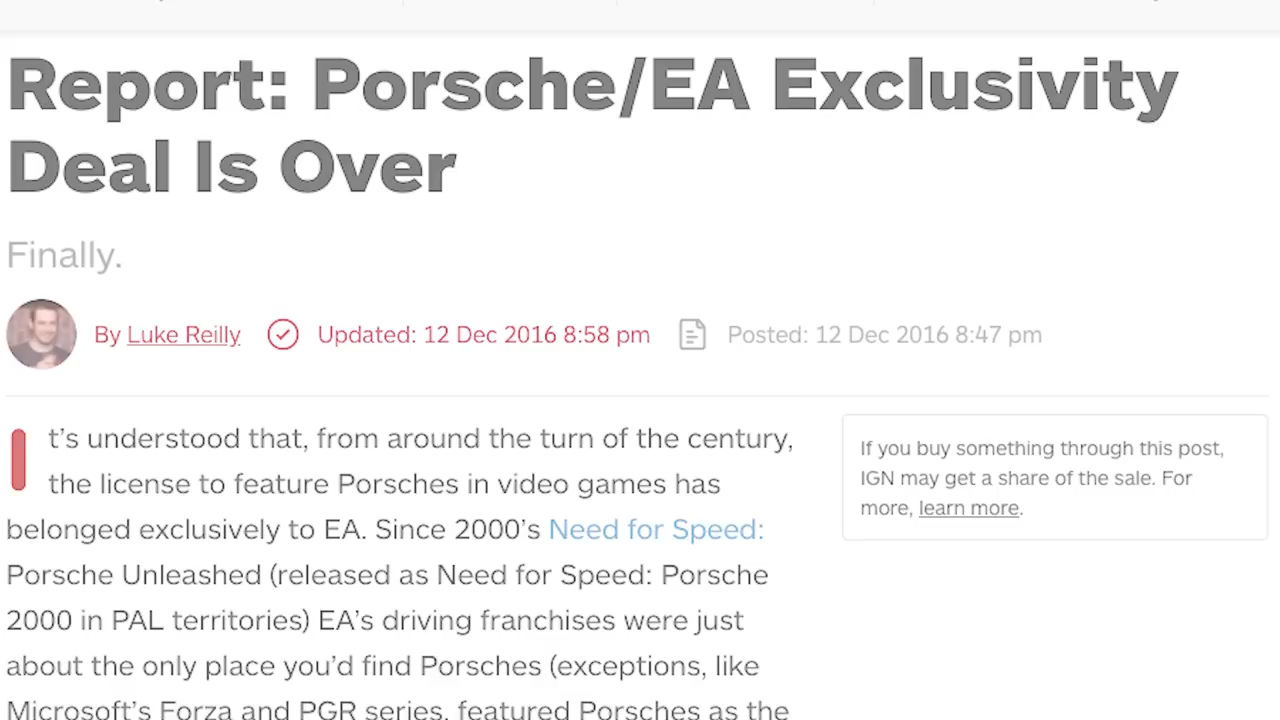 Report: Porsche/EA Exclusivity
Deal Is Over
Finally.
By Luke Reilly Updated: 12 Dec 2016 8:58 pm Posted: 12 Dec 2016 8:47 pm
It's understood that, from around the turn of the century,
the license to feature Porsches in video games has
belonged exclusively to EA. Since 2000's Need for Speed:
Porsche Unleashed (released as Need for Speed: Porsche
2000 in PAL territories) EA's driving franchises were just
about the only place you'd find Porsches (exceptions, like
Microsoft's Forza and PGR series, featured Porsches as the
If you buy something through this post,
IGN may get a share of the sale. For
more, learn more.